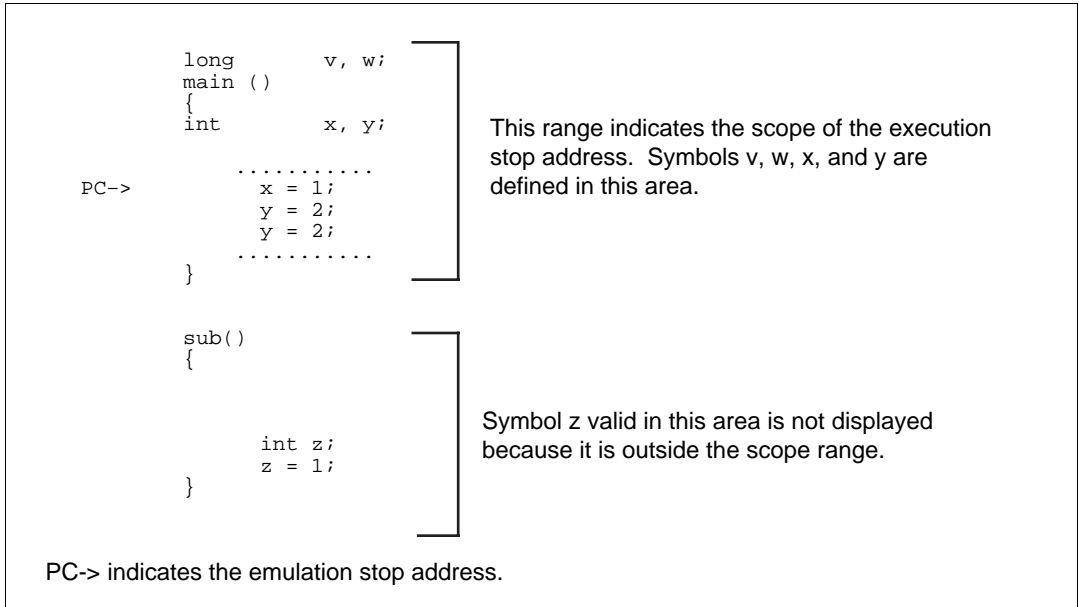 long v, w;
main ()
{
int x, y;
...........
PC–> x = 1;
y = 2;
y = 2;
...........
}
This range indicates the scope of the execution
stop address. Symbols v, w, x, and y are
defined in this area.
sub()
{
int z;
z = 1;
}
Symbol z valid in this area is not displayed
because it is outside the scope range.
PC-> indicates the emulation stop address.